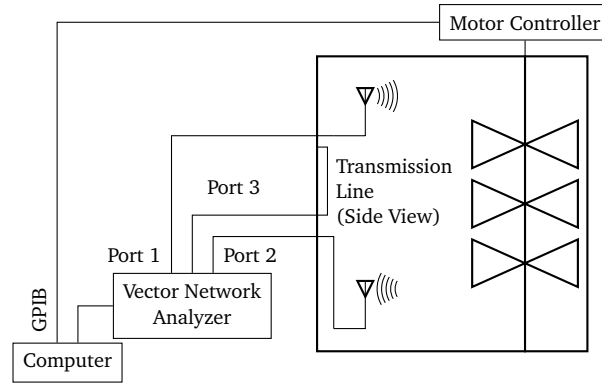 Motor Controller
Transmission
Line
(Side View)
Port 3
Port 1
Port 2
GPIB
Vector Network
Analyzer
Computer